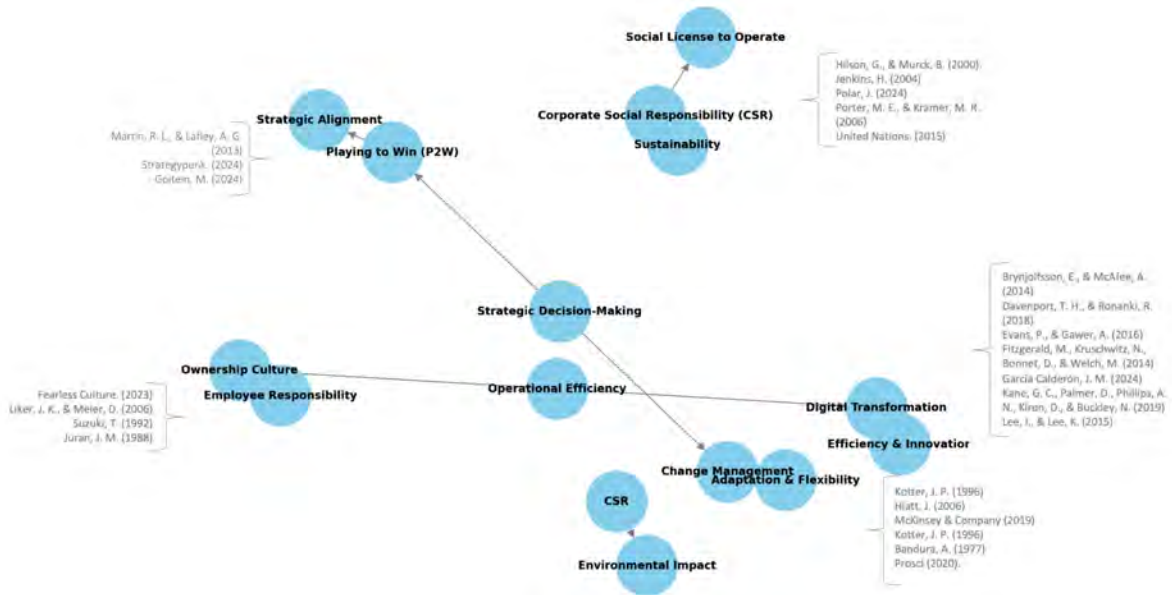 Social License to Operate
Hilson, G., & Murck, B. (2000).
Jenkins, H. (2004)
Polar, J. (2024)
Porter, M. E., & Kramer, M. R.
(2006)
United Nations. (2015)
Corporate Social Responsibility (CSR)
Sustainability
Strategic Alignment
Playing to Win (P2W)
Martin, R. L., & Lafley, A. G.
(2013)
Strategypunk. (2024)
Goitein, M. (2024)
Strategic Decision-Making
Ownership Culture
Employee Responsibility
Operational Efficiency
Fearless Culture. (2023)
Liker, J. K., & Meier, D. (2006)
Suzuki, T. (1992)
Juran, J. M. (1988)
Digital Transformation
Efficiency & Innovation
Brynjolfsson, E., & McAfee, A.
(2014)
Davenport, T. H., & Ronanki, R.
(2018)
Evans, P., & Gawer, A. (2016)
Fitzgerald, M., Kruschwitz, N.,
Bonnet, D., & Welch, M. (2014)
García Calderón, J. M. (2024)
Kane, G. C., Palmer, D., Phillips, A.
N., Kiron, D., & Buckley, N. (2019)
Lee, I., & Lee, K. (2015)
Change Management
Adaptation & Flexibility
CSR
Environmental Impact
Kotter, J. P. (1996)
Hiatt, J. (2006)
McKinsey & Company (2019)
Kotter, J. P. (1996)
Bandura, A. (1977)
Prosci (2020).